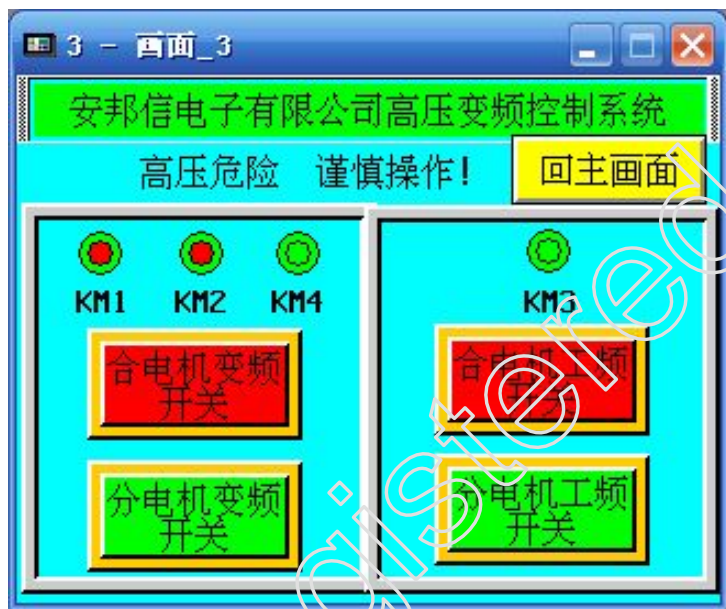 3 - 画面_3
安邦信电子有限公司高压变频控制系统
高压危险 谨慎操作!
回主画面
KM1 KM2 KM4
KM3
合电机变频
开关
合电机工频
开关
分电机变频
开关
分电机工频
开关
gistered